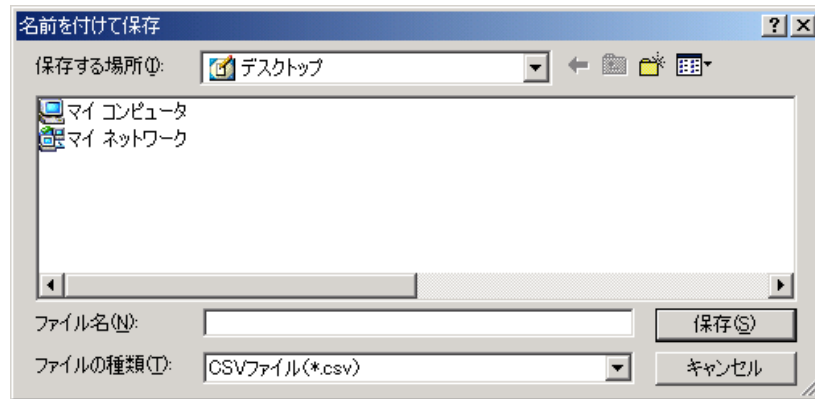 名前を付けて保存
保存する場所(I): デスクトップ
マイ コンピュータ
マイ ネットワーク
ファイル名(N): 保存(S)
ファイルの種類(T): CSVファイル(*.csv) キャンセル